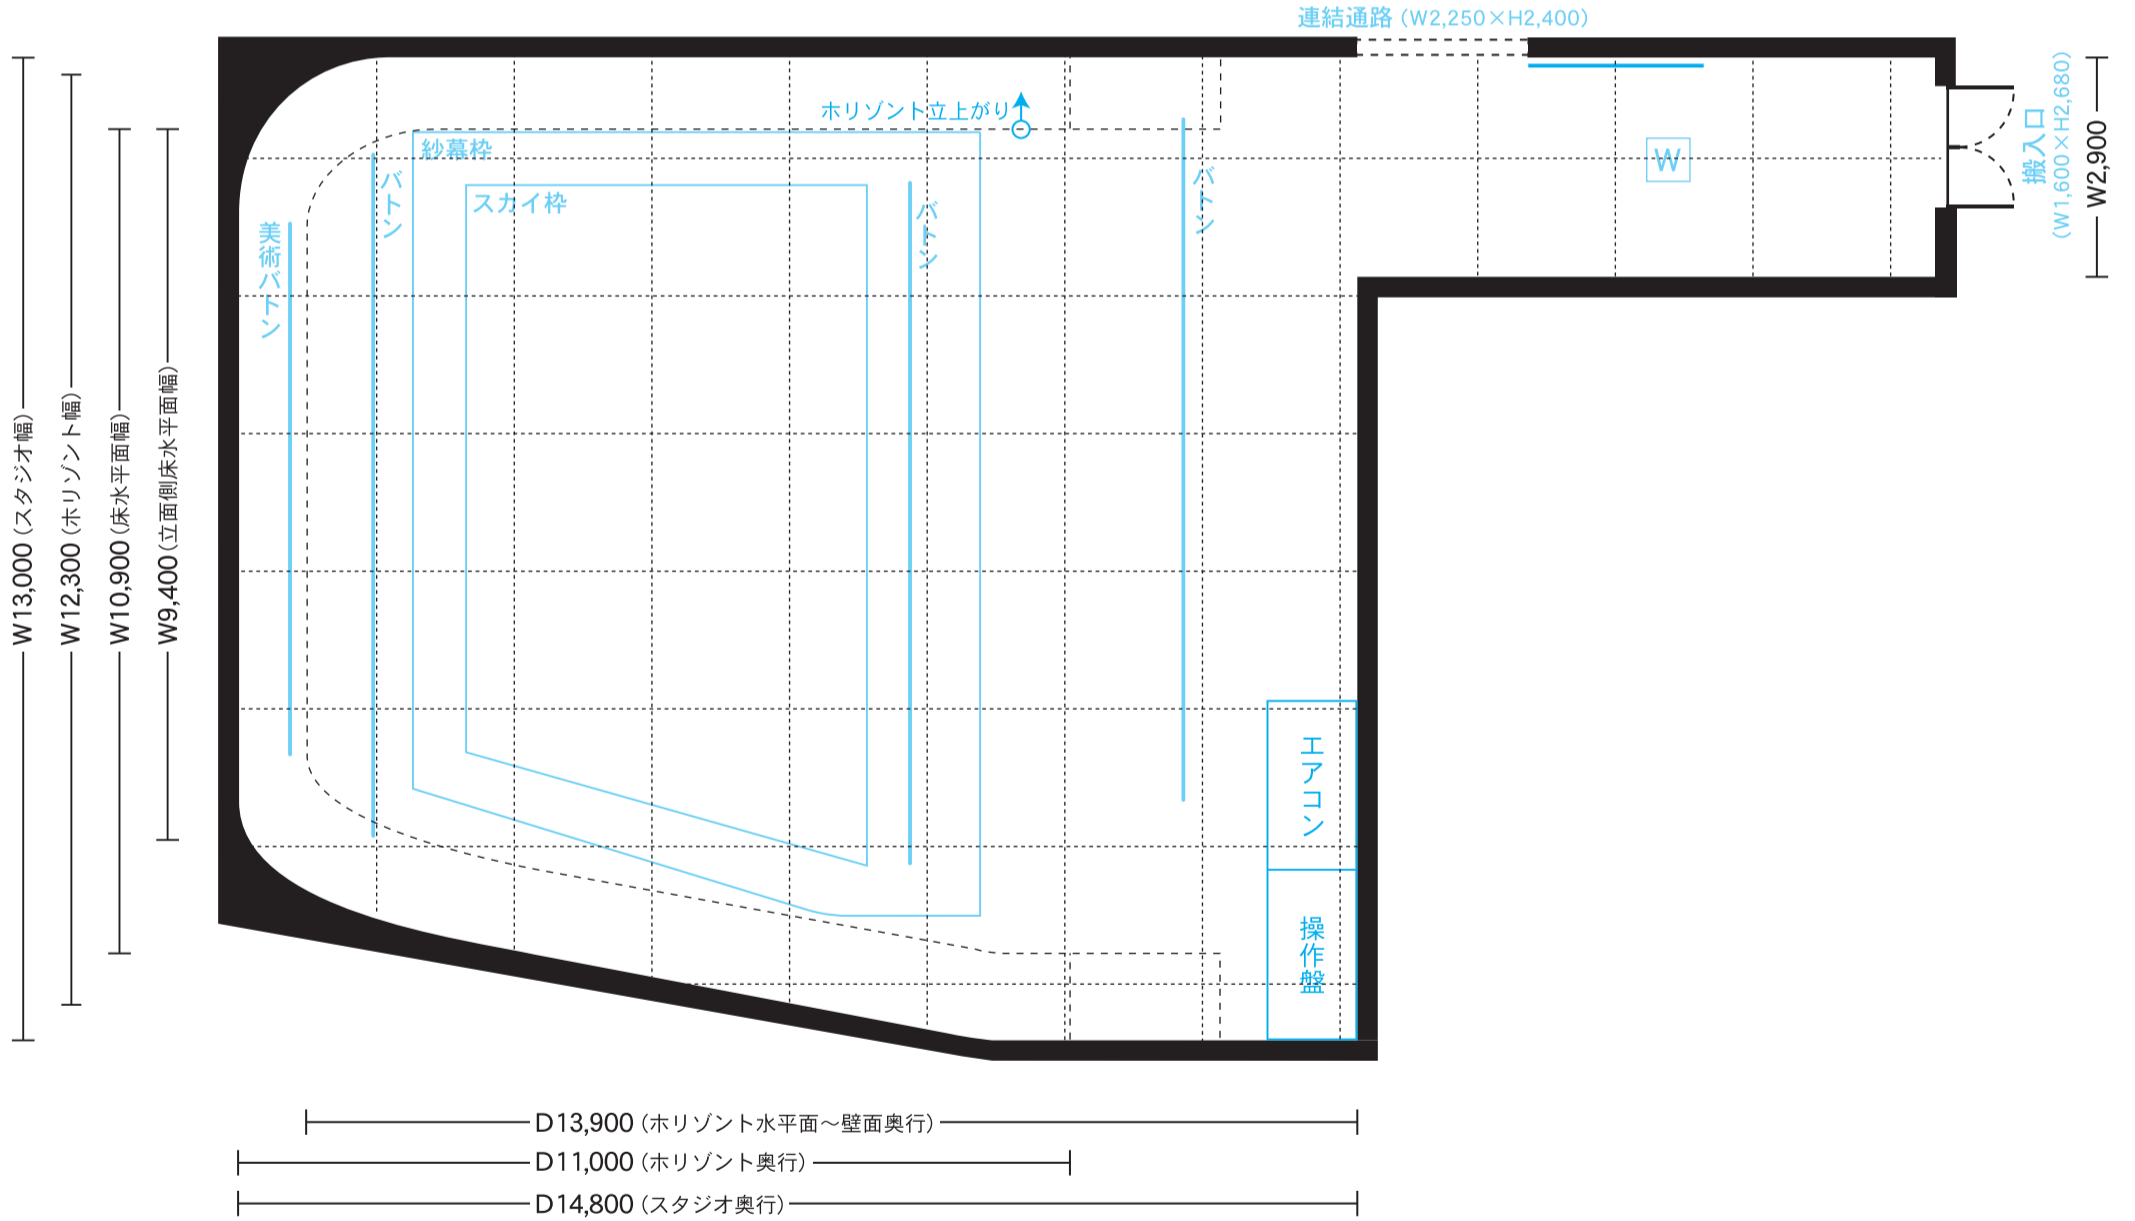 連結通路（W2,250×H2,400）
ホリゾント立上がり
紗幕枠
スカイ枠
バトン
美術バトン
バトン
バトン
W
搬入口
（W1,600×H2,680）
W2,900
W13,000（スタジオ幅）
W12,300（ホリゾント幅）
W10,900（床水平面幅）
W9,400（立面側床水平面幅）
エアコン
操作盤
D13,900（ホリゾント水平面～壁面奥行）
D11,000（ホリゾント奥行）
D14,800（スタジオ奥行）